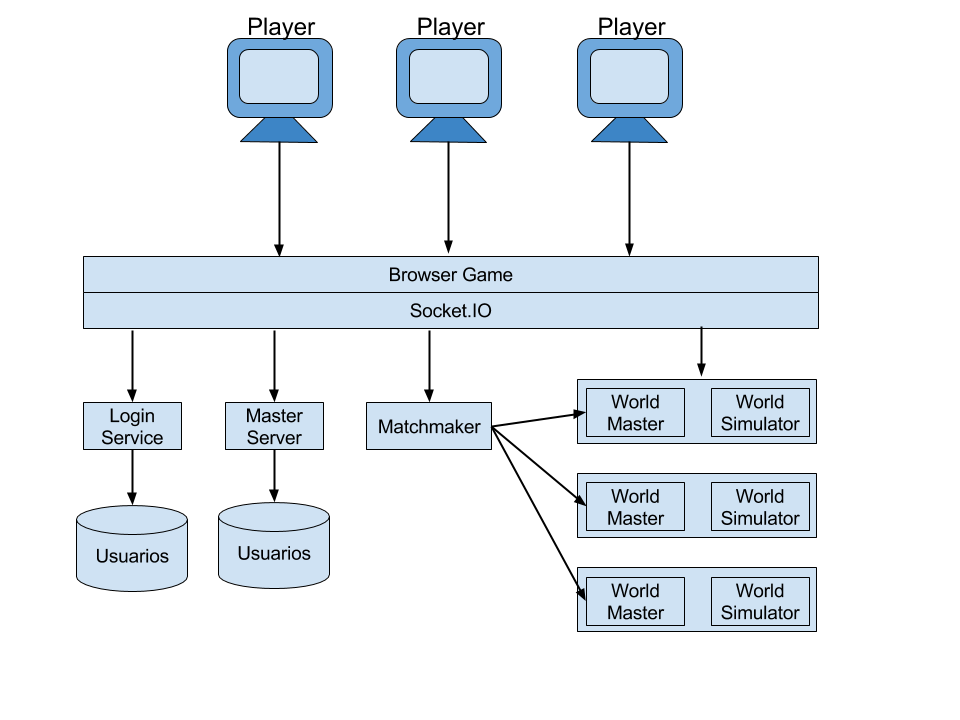 Player
Player
Player
Browser Game
Socket.IO
Login
Service
Master
Server
Matchmaker
World
Master
World
Simulator
Usuarios
Usuarios
World
Master
World
Simulator
World
Master
World
Simulator